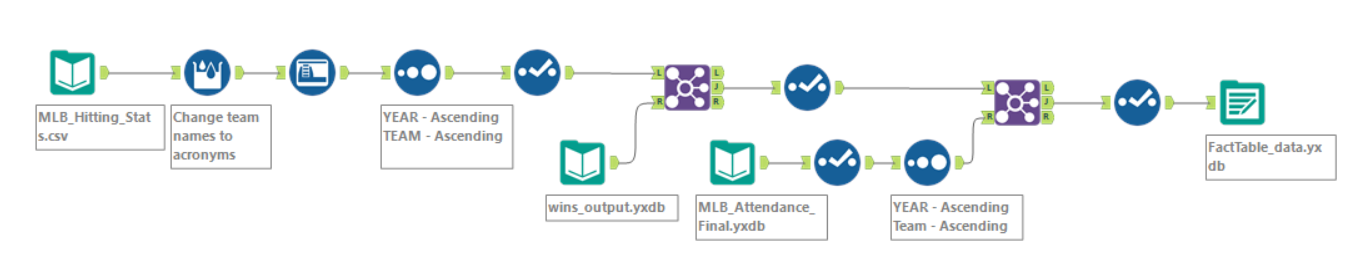 MLB_Hitting_Stat
s.csv
Change team
names to
acronyms
YEAR - Ascending
TEAM - Ascending
L
R
L
J
R
wins_output.yxdb
MLB_Attendance_
Final.yxdb
YEAR - Ascending
Team - Ascending
L
R
L
J
R
FactTable_data.yx
db